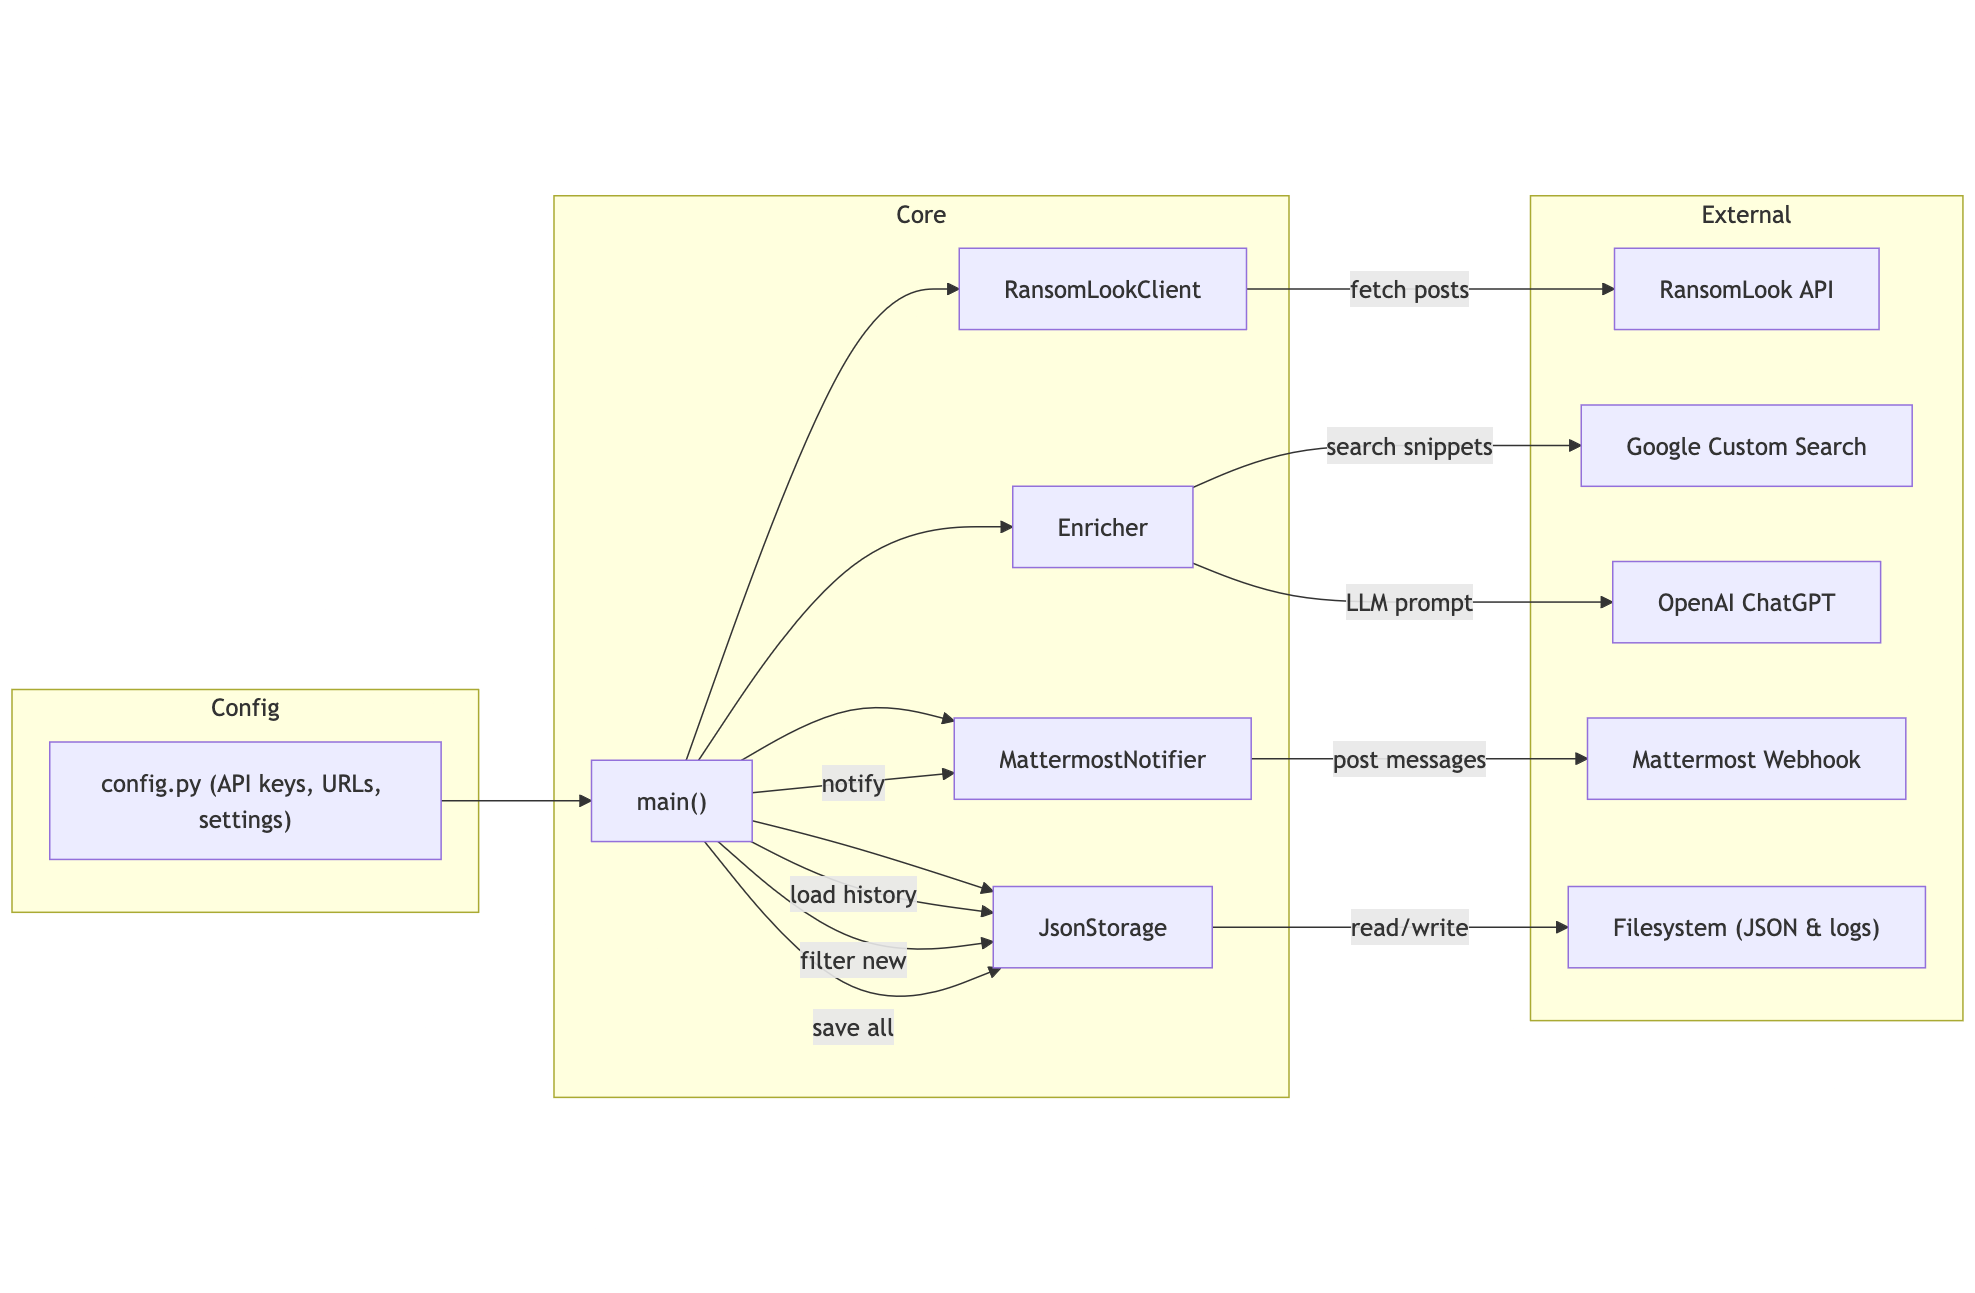 Config
config.py (API keys, URLs,
settings)
Core
main()
RansomLookClient
Enricher
MattermostNotifier
notify
JsonStorage
load history
filter new
save all
fetch posts
search snippets
LLM prompt
post messages
read/write
External
RansomLook API
Google Custom Search
OpenAI ChatGPT
Mattermost Webhook
Filesystem (JSON & logs)